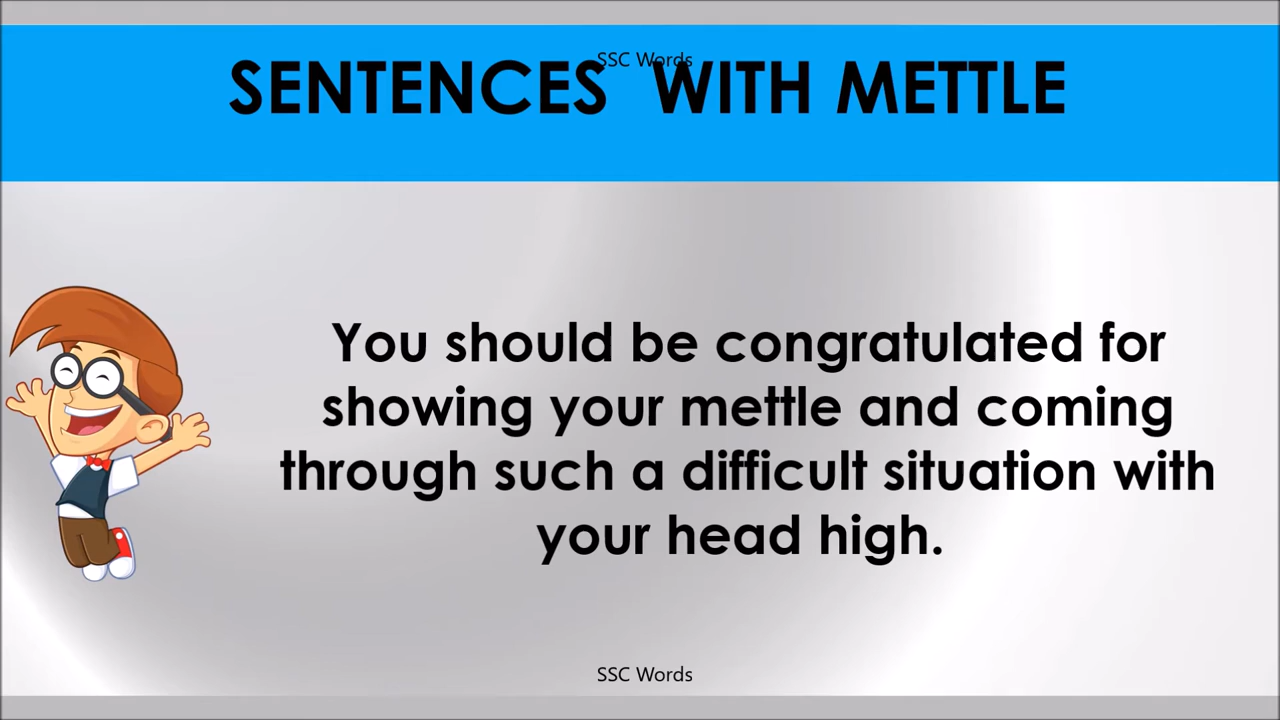 SSC Words
SENTENCES WITH METTLE
You should be congratulated for
showing your mettle and coming
through such a difficult situation with
your head high.
SSC Words